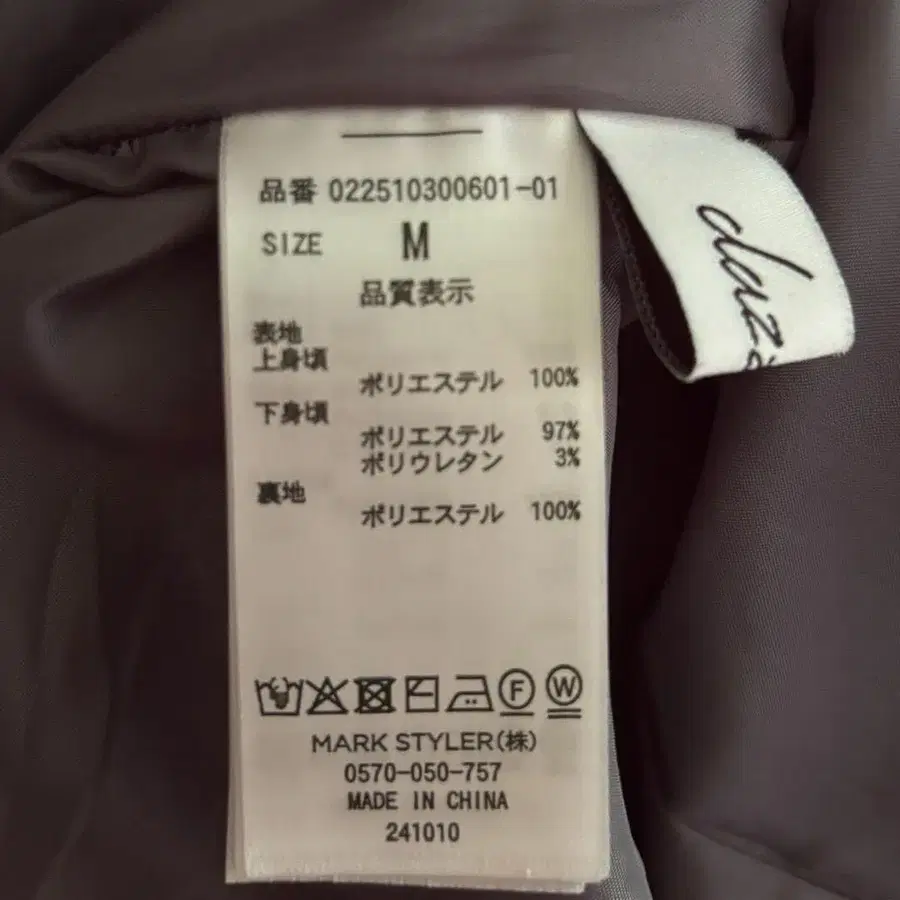 品番 022510300601-01
SIZE M
品質表示
表地
上身頃
ポリエステル 100%
下身頃
ポリエステル 97%
ポリウレタン 3%
裏地
ポリエステル 100%
F W
MARK STYLER(株)
0570-050-757
MADE IN CHINA
241010